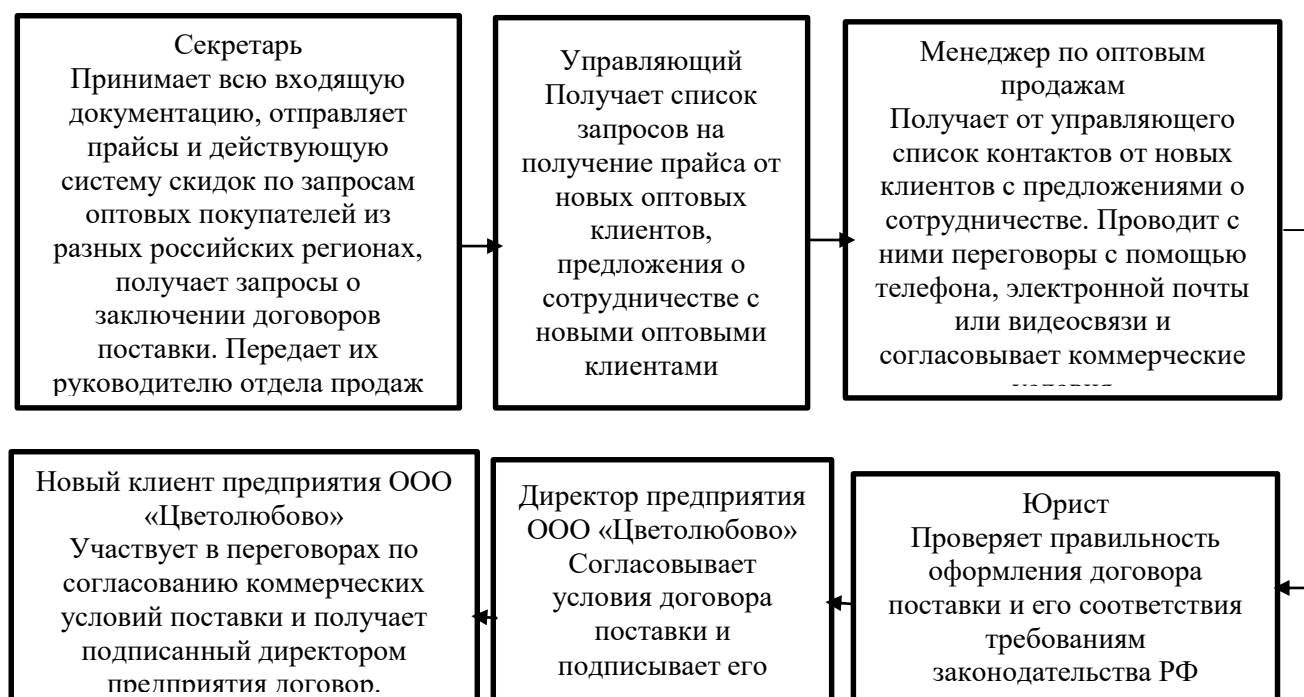 Секретарь
Принимает всю входящую
документацию, отправляет
прайсы и действующую
систему скидок по запросам
оптовых покупателей из
разных российских регионах,
получает запросы о
заключении договоров
поставки. Передает их
руководителю отдела продаж
Управляющий
Получает список
запросов на
получение прайса от
новых оптовых
клиентов,
предложения о
сотрудничестве с
новыми оптовыми
клиентами
Менеджер по оптовым
продажам
Получает от управляющего
список контактов от новых
клиентов с предложениями о
сотрудничестве. Проводит с
ними переговоры с помощью
телефона, электронной почты
или видеосвязи и
согласовывает коммерческие
Новый клиент предприятия ООО
«Цветолюбово»
Участвует в переговорах по
согласованию коммерческих
условий поставки и получает
подписанный директором
предприятия договор.
Директор предприятия
ООО «Цветолюбово»
Согласовывает
условия договора
поставки и
подписывает его
Юрист
Проверяет правильность
оформления договора
поставки и его соответствия
требованиям
законодательства РФ